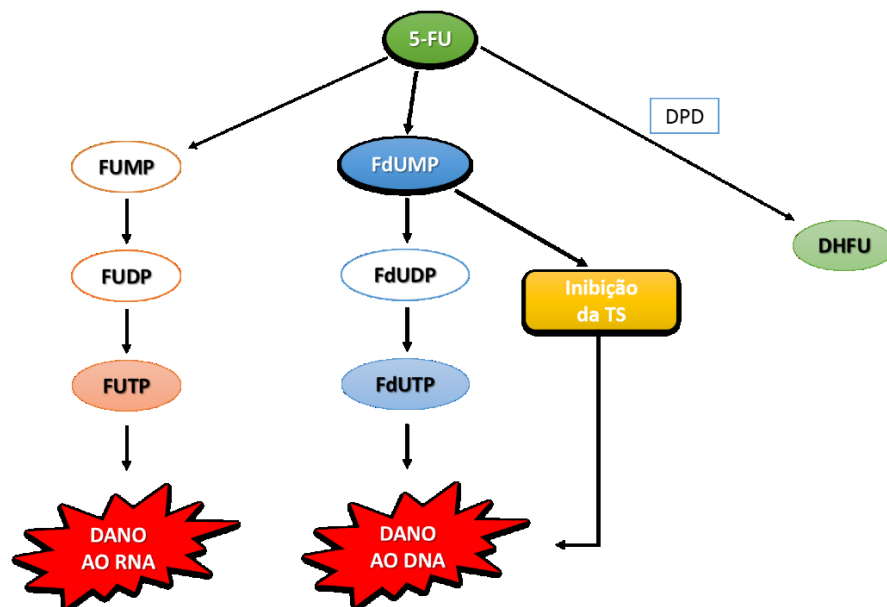 5-FU
DPD
FUMP
FdUMP
DHFU
FUDP
FdUDP
Inibição
da TS
FUTP
FdUTP
DANO
AO RNA
DANO
AO DNA